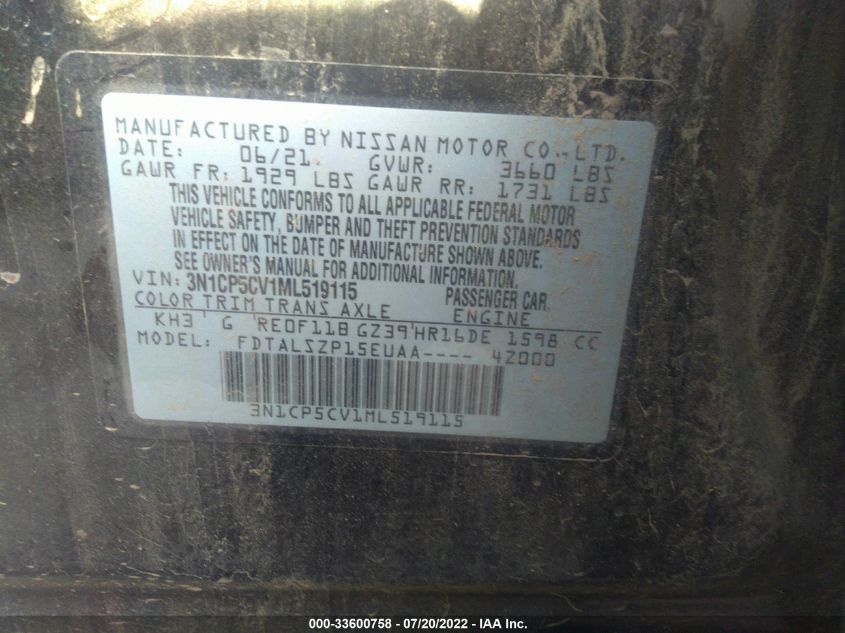 MANUFACTURED BY NISSAN MOTOR CO., LTD.
DATE: 06/21 GVWR: 3660 LBS
GAWR FR: 1929 LBS GAWR RR: 1731 LBS
THIS VEHICLE CONFORMS TO ALL APPLICABLE FEDERAL MOTOR
VEHICLE SAFETY, BUMPER AND THEFT PREVENTION STANDARDS
IN EFFECT ON THE DATE OF MANUFACTURE SHOWN ABOVE.
SEE OWNER'S MANUAL FOR ADDITIONAL INFORMATION.
VIN: 3N1CP5CV1ML519115 PASSENGER CAR
COLOR TRIM TRANS AXLE ENGINE
KH3 G RE0F11B GZ39 HR16DE 1598 CC
MODEL: FDTALSZP15EUAA---- 42000
3N1CP5CV1ML519115
000-33600758 - 07/20/2022 - IAA Inc.